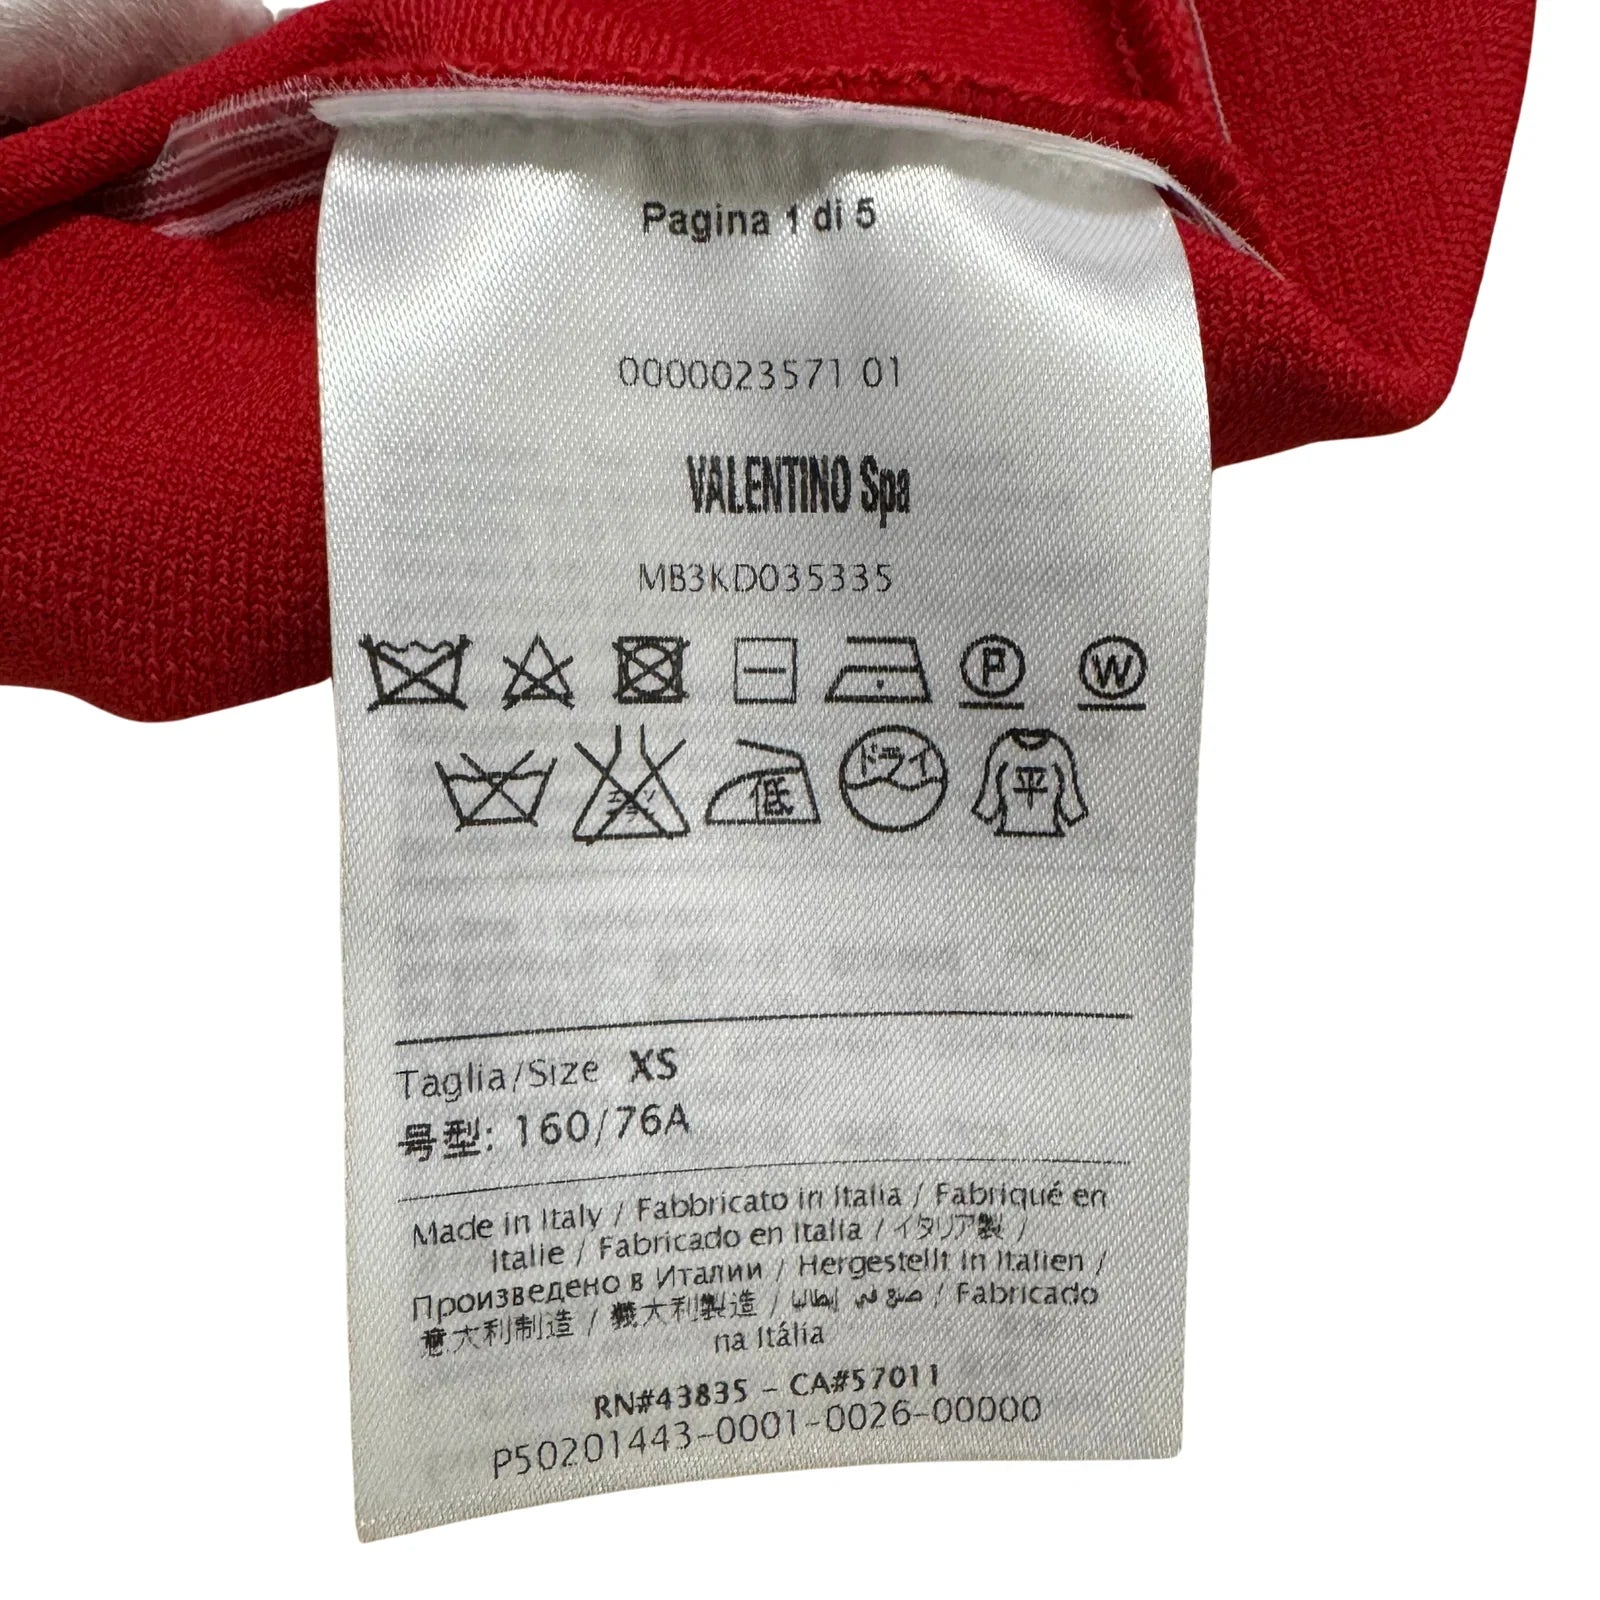 Pagina 1 di 5
0000023571 01
VALENTINO Spa
MB3KD035335
P W
低 ドライ 平
Taglia/Size XS
号型: 160/76A
Made in Italy / Fabbricato in Italia / Fabriqué en
Italie / Fabricado en Italia / イタリア製 /
Произведено в Италии / Hergestellt in Italien /
意大利制造 / 義大利製造 / صنع في إيطاليا / Fabricado
na Itália
RN#43835 - CA#57011
P50201443-0001-0026-00000